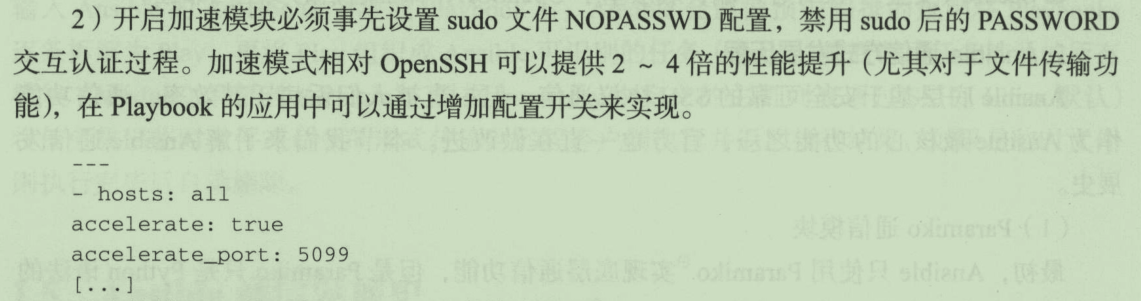 2）开启加速模块必须事先设置 sudo 文件 NOPASSWD 配置，禁用 sudo 后的 PASSWORD
交互认证过程。加速模式相对 OpenSSH 可以提供 2 ~ 4 倍的性能提升（尤其对于文件传输功
能），在 Playbook 的应用中可以通过增加配置开关来实现。
---
- hosts: all
accelerate: true
accelerate_port: 5099
[...]